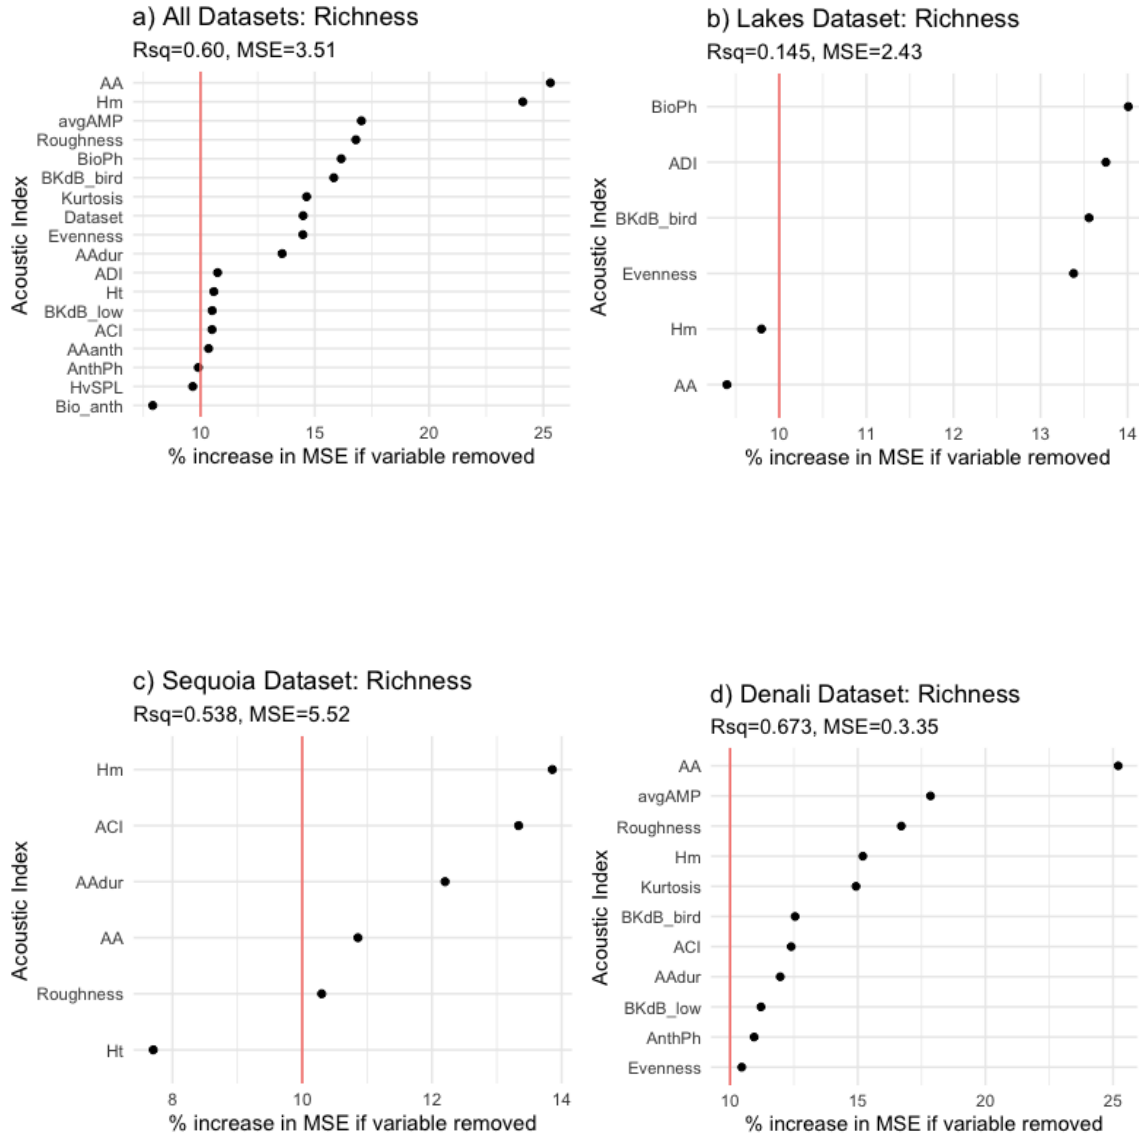 a) All Datasets: Richness
Rsq=0.60, MSE=3.51
Acoustic Index
AA
Hm
avgAMP
Roughness
BioPh
BKdB_bird
Kurtosis
Dataset
Evenness
AAdur
ADI
Ht
BKdB_low
ACI
AAanth
AnthPh
HvSPL
Bio_anth
10 15 20 25
% increase in MSE if variable removed
b) Lakes Dataset: Richness
Rsq=0.145, MSE=2.43
Acoustic Index
BioPh
ADI
BKdB_bird
Evenness
Hm
AA
10 11 12 13 14
% increase in MSE if variable removed
c) Sequoia Dataset: Richness
Rsq=0.538, MSE=5.52
Acoustic Index
Hm
ACI
AAdur
AA
Roughness
Ht
8 10 12 14
% increase in MSE if variable removed
d) Denali Dataset: Richness
Rsq=0.673, MSE=0.3.35
Acoustic Index
AA
avgAMP
Roughness
Hm
Kurtosis
BKdB_bird
ACI
AAdur
BKdB_low
AnthPh
Evenness
10 15 20 25
% increase in MSE if variable removed